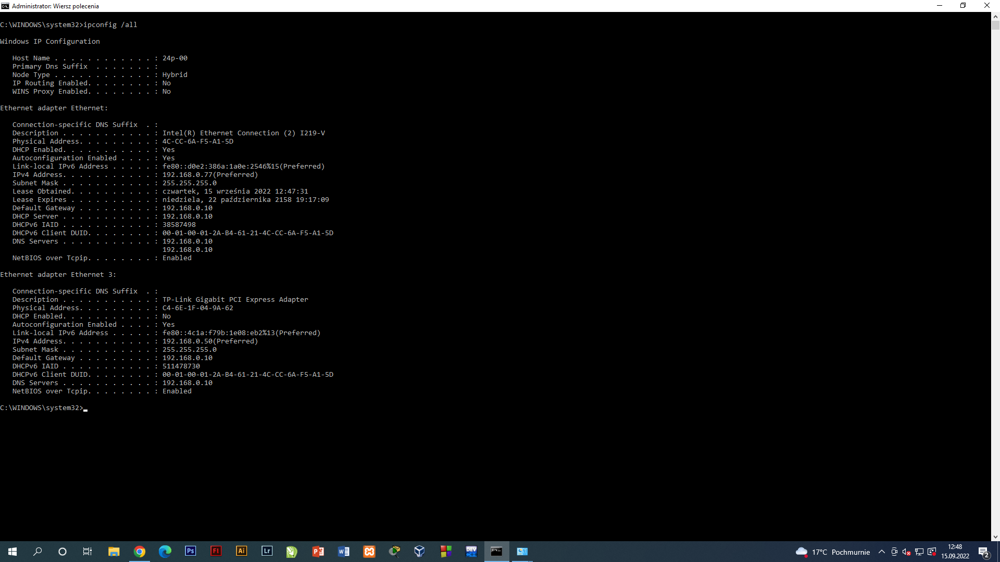 Administrator: Wiersz polecenia
C:\WINDOWS\system32>ipconfig /all
Windows IP Configuration
Host Name . . . . . . . . . . . . : 24p-00
Primary Dns Suffix  . . . . . . . :
Node Type . . . . . . . . . . . . : Hybrid
IP Routing Enabled. . . . . . . . : No
WINS Proxy Enabled. . . . . . . . : No
Ethernet adapter Ethernet:
Connection-specific DNS Suffix  . :
Description . . . . . . . . . . . : Intel(R) Ethernet Connection (2) I219-V
Physical Address. . . . . . . . . : 4C-CC-6A-F5-A1-5D
DHCP Enabled. . . . . . . . . . . : Yes
Autoconfiguration Enabled . . . . : Yes
Link-local IPv6 Address . . . . . : fe80::d0e2:386a:1a0e:2546%15(Preferred)
IPv4 Address. . . . . . . . . . . : 192.168.0.77(Preferred)
Subnet Mask . . . . . . . . . . . : 255.255.255.0
Lease Obtained. . . . . . . . . . : czwartek, 15 września 2022 12:47:31
Lease Expires . . . . . . . . . . : niedziela, 22 października 2158 19:17:09
Default Gateway . . . . . . . . . : 192.168.0.10
DHCP Server . . . . . . . . . . . : 192.168.0.10
DHCPv6 IAID . . . . . . . . . . . : 38587498
DHCPv6 Client DUID. . . . . . . . : 00-01-00-01-2A-B4-61-21-4C-CC-6A-F5-A1-5D
DNS Servers . . . . . . . . . . . : 192.168.0.10
192.168.0.10
NetBIOS over Tcpip. . . . . . . . : Enabled
Ethernet adapter Ethernet 3:
Connection-specific DNS Suffix  . :
Description . . . . . . . . . . . : TP-Link Gigabit PCI Express Adapter
Physical Address. . . . . . . . . : C4-6E-1F-04-9A-62
DHCP Enabled. . . . . . . . . . . : No
Autoconfiguration Enabled . . . . : Yes
Link-local IPv6 Address . . . . . : fe80::4c1a:f79b:1e08:eb2%13(Preferred)
IPv4 Address. . . . . . . . . . . : 192.168.0.50(Preferred)
Subnet Mask . . . . . . . . . . . : 255.255.255.0
Default Gateway . . . . . . . . . : 192.168.0.10
DHCPv6 IAID . . . . . . . . . . . : 511478730
DHCPv6 Client DUID. . . . . . . . : 00-01-00-01-2A-B4-61-21-4C-CC-6A-F5-A1-5D
DNS Servers . . . . . . . . . . . : 192.168.0.10
NetBIOS over Tcpip. . . . . . . . : Enabled
C:\WINDOWS\system32>
Ps Fl Ai Lr DEV 17°C Pochmurnie 12:48
15.09.2022 2